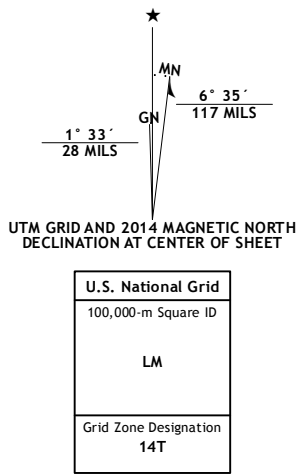 ★
MN
GN
6° 35´
117 MILS
1° 33´
28 MILS
UTM GRID AND 2014 MAGNETIC NORTH
DECLINATION AT CENTER OF SHEET
U.S. National Grid
100,000-m Square ID
LM
Grid Zone Designation
14T